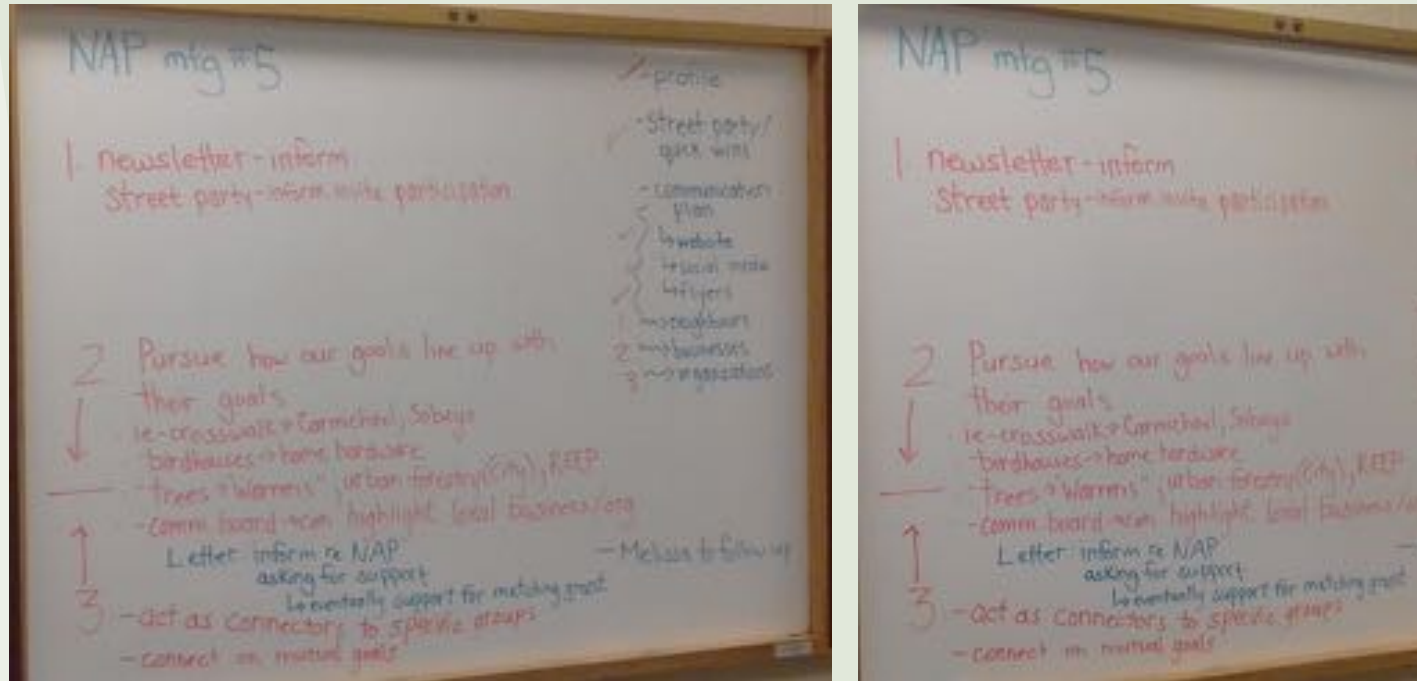 NAP mtg #5
1 newsletter - inform
Street party - inform, invite participation
2 Pursue how our goals line up with
their goals
ie - crosswalk → Carmichael, Sobeys
birdhouses → home hardware
- trees → "Warrens", urban forestry (City), REEP
- comm. board → can highlight local business/org
Letter inform re NAP
asking for support
↳ eventually support for matching grant
3 - act as connectors to specific groups
- connect on mutual goals
- profile
- Street party/
quick wins
- communication
plan
↳ website
↳ social media
↳ flyers
1 → neighbours
2 → businesses
3 → organizations
- Melissa to follow up
NAP mtg #5
1 newsletter - inform
Street party - inform, invite participation
2 Pursue how our goals line up with
their goals
ie - crosswalk → Carmichael, Sobeys
birdhouses → home hardware
- trees → "Warrens", urban forestry (City), REEP
- comm. board → can highlight local business/o
Letter inform re NAP
asking for support
↳ eventually support for matching grant
3 - act as connectors to specific groups
- connect on mutual goals